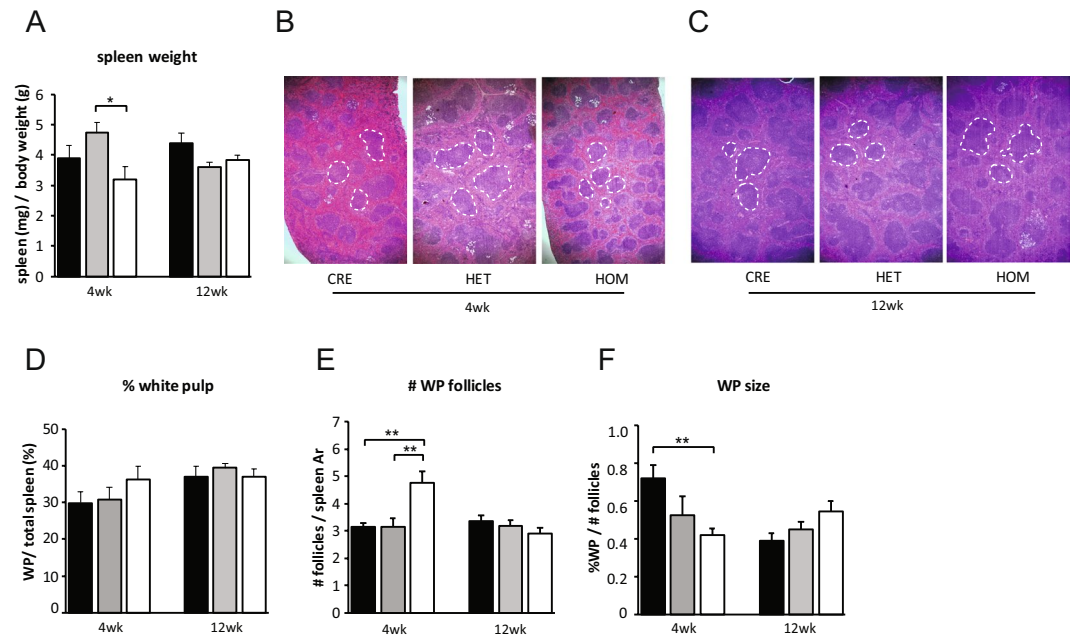 A
spleen weight
spleen (mg) / body weight (g)
6
5
4
3
2
1
0
*
4wk
12wk
B
CRE
HET
HOM
4wk
C
CRE
HET
HOM
12wk
D
% white pulp
WP/ total spleen (%)
50
40
30
20
10
0
4wk
12wk
E
# WP follicles
# follicles / spleen Ar
7
6
5
4
3
2
1
0
**
**
4wk
12wk
F
WP size
%WP / # follicles
1.0
0.8
0.6
0.4
0.2
0
**
4wk
12wk